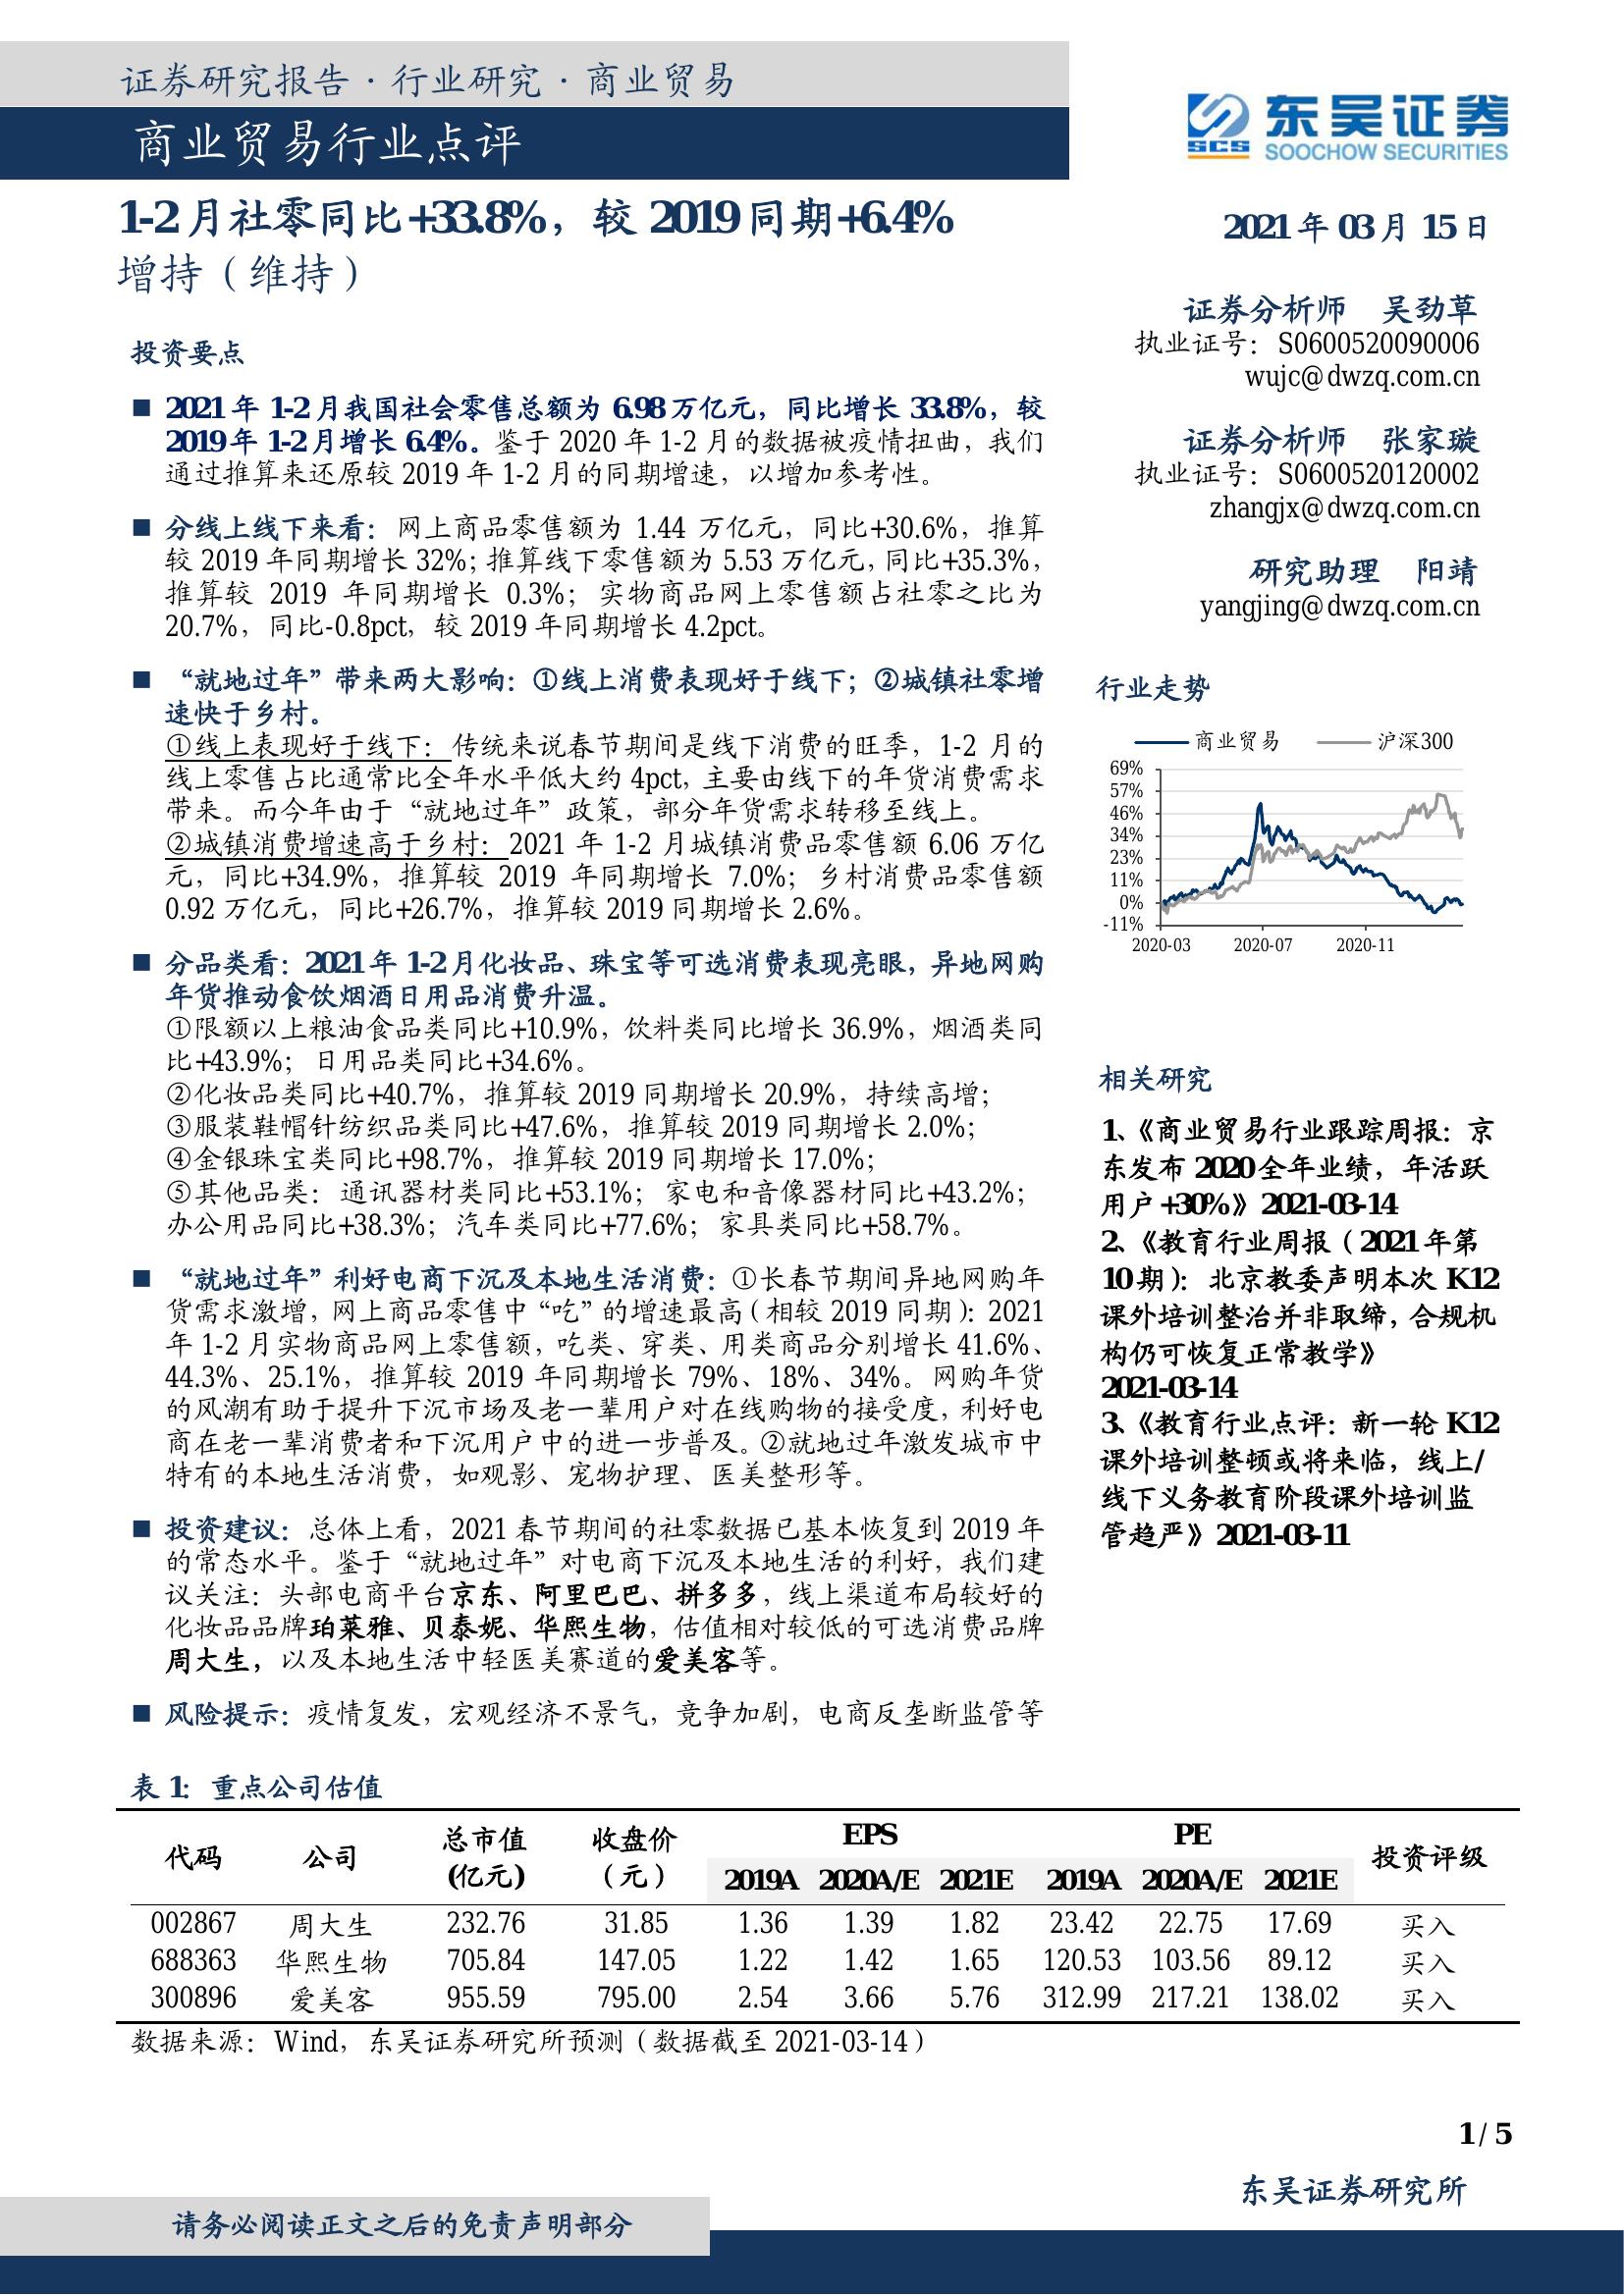 证券研究报告·行业研究·商业贸易
商业贸易行业点评
SCS
东吴证券
SOOCHOW SECURITIES
1-2月社零同比+33.8%，较2019同期+6.4%
增持（维持）
2021年03月15日
证券分析师 吴劲草
执业证号：S0600520090006
wujc@dwzq.com.cn
证券分析师 张家璇
执业证号：S0600520120002
zhangjx@dwzq.com.cn
研究助理 阳靖
yangjing@dwzq.com.cn
投资要点
■ 2021年1-2月我国社会零售总额为6.98万亿元，同比增长33.8%，较
2019年1-2月增长6.4%。鉴于2020年1-2月的数据被疫情扭曲，我们
通过推算来还原较2019年1-2月的同期增速，以增加参考性。
■ 分线上线下来看：网上商品零售额为1.44万亿元，同比+30.6%，推算
较2019年同期增长32%；推算线下零售额为5.53万亿元，同比+35.3%，
推算较2019年同期增长0.3%；实物商品网上零售额占社零之比为
20.7%，同比-0.8pct，较2019年同期增长4.2pct。
■ “就地过年”带来两大影响：①线上消费表现好于线下；②城镇社零增
速快于乡村。
①线上表现好于线下：传统来说春节期间是线下消费的旺季，1-2月的
线上零售占比通常比全年水平低大约4pct，主要由线下的年货消费需求
带来。而今年由于“就地过年”政策，部分年货需求转移至线上。
②城镇消费增速高于乡村：2021年1-2月城镇消费品零售额6.06万亿
元，同比+34.9%，推算较2019年同期增长7.0%；乡村消费品零售额
0.92万亿元，同比+26.7%，推算较2019同期增长2.6%。
■ 分品类看：2021年1-2月化妆品、珠宝等可选消费表现亮眼，异地网购
年货推动食饮烟酒日用品消费升温。
①限额以上粮油食品类同比+10.9%，饮料类同比增长36.9%，烟酒类同
比+43.9%；日用品类同比+34.6%。
②化妆品类同比+40.7%，推算较2019同期增长20.9%，持续高增；
③服装鞋帽针纺织品类同比+47.6%，推算较2019同期增长2.0%；
④金银珠宝类同比+98.7%，推算较2019同期增长17.0%；
⑤其他品类：通讯器材类同比+53.1%；家电和音像器材同比+43.2%；
办公用品同比+38.3%；汽车类同比+77.6%；家具类同比+58.7%。
■ “就地过年”利好电商下沉及本地生活消费：①长春节期间异地网购年
货需求激增，网上商品零售中“吃”的增速最高（相较2019同期）：2021
年1-2月实物商品网上零售额，吃类、穿类、用类商品分别增长41.6%、
44.3%、25.1%，推算较2019年同期增长79%、18%、34%。网购年货
的风潮有助于提升下沉市场及老一辈用户对在线购物的接受度，利好电
商在老一辈消费者和下沉用户中的进一步普及。②就地过年激发城市中
特有的本地生活消费，如观影、宠物护理、医美整形等。
■ 投资建议：总体上看，2021春节期间的社零数据已基本恢复到2019年
的常态水平。鉴于“就地过年”对电商下沉及本地生活的利好，我们建
议关注：头部电商平台京东、阿里巴巴、拼多多，线上渠道布局较好的
化妆品品牌珀莱雅、贝泰妮、华熙生物，估值相对较低的可选消费品牌
周大生，以及本地生活中轻医美赛道的爱美客等。
■ 风险提示：疫情复发，宏观经济不景气，竞争加剧，电商反垄断监管等
行业走势
商业贸易 沪深300
69%
57%
46%
34%
23%
11%
0%
-11%
2020-03 2020-07 2020-11
相关研究
1、《商业贸易行业跟踪周报：京
东发布2020全年业绩，年活跃
用户+30%》2021-03-14
2、《教育行业周报（2021年第
10期）：北京教委声明本次K12
课外培训整治并非取缔，合规机
构仍可恢复正常教学》
2021-03-14
3、《教育行业点评：新一轮K12
课外培训整顿或将来临，线上/
线下义务教育阶段课外培训监
管趋严》2021-03-11
表1：重点公司估值
代码 公司 总市值 收盘价 EPS PE 投资评级
(亿元) （元） 2019A 2020A/E 2021E 2019A 2020A/E 2021E
002867 周大生 232.76 31.85 1.36 1.39 1.82 23.42 22.75 17.69 买入
688363 华熙生物 705.84 147.05 1.22 1.42 1.65 120.53 103.56 89.12 买入
300896 爱美客 955.59 795.00 2.54 3.66 5.76 312.99 217.21 138.02 买入
数据来源：Wind，东吴证券研究所预测（数据截至2021-03-14）
1/5
东吴证券研究所
请务必阅读正文之后的免责声明部分